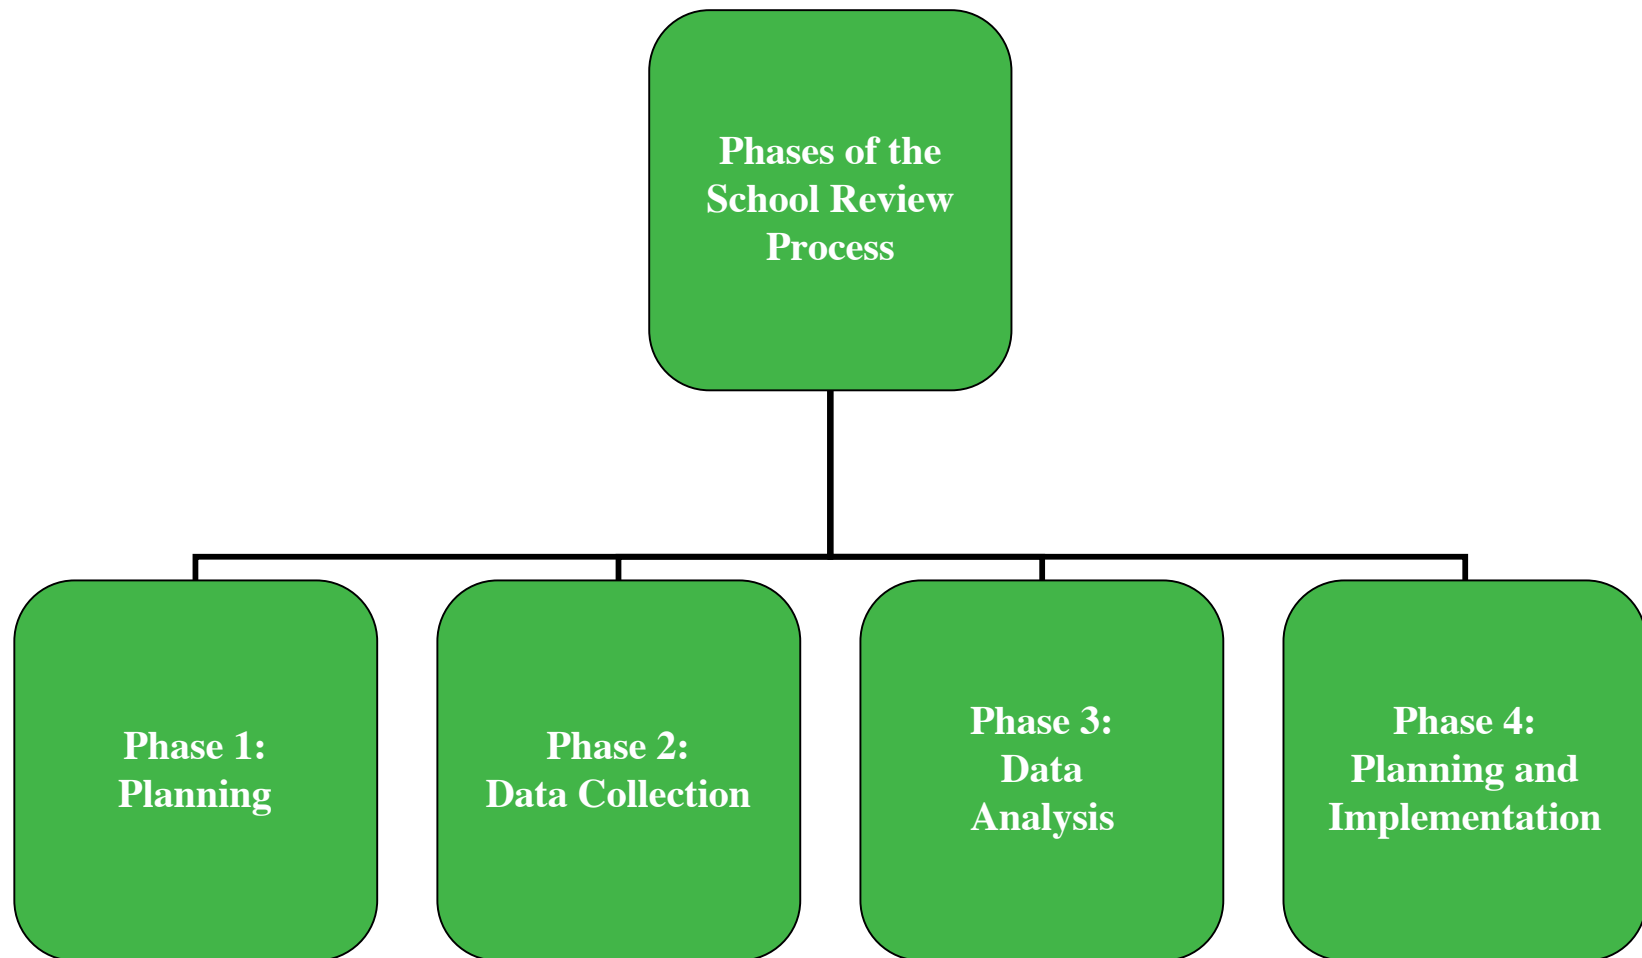 Phases of the
School Review
Process
Phase 1:
Planning
Phase 2:
Data Collection
Phase 3:
Data
Analysis
Phase 4:
Planning and
Implementation